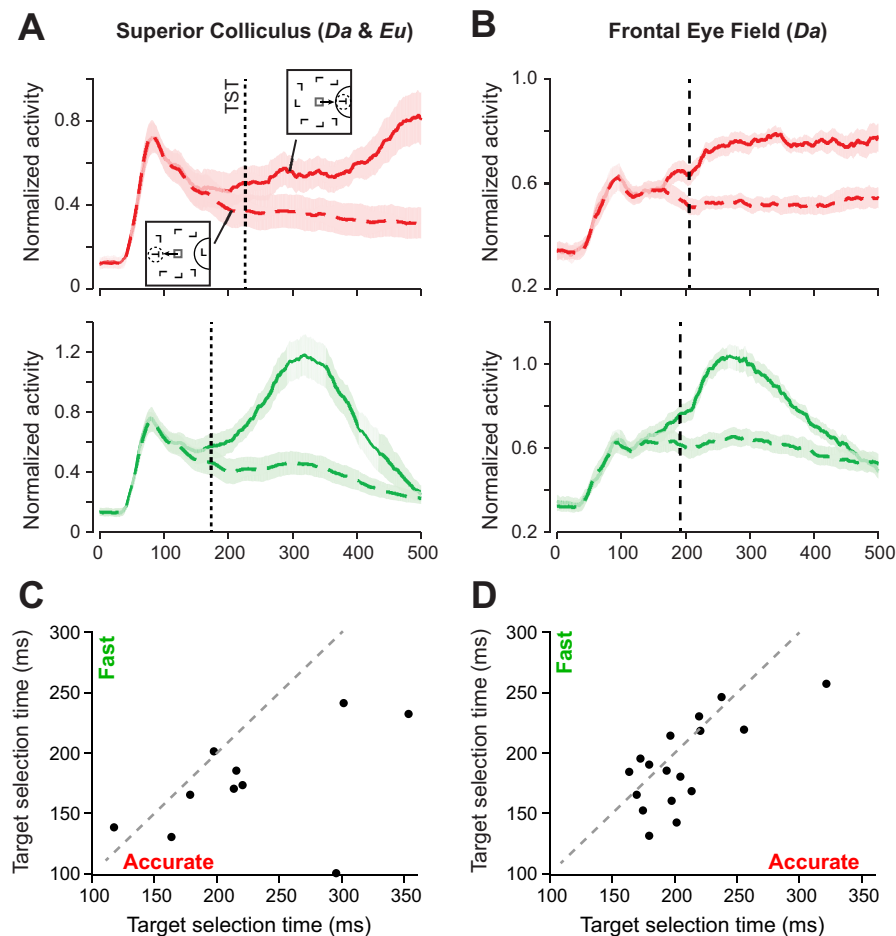 A
Superior Colliculus (Da & Eu)
B
Frontal Eye Field (Da)
Normalized activity
0.8
0.4
0
TST
T
L
L
T
L
L
Normalized activity
1.0
0.6
0.2
Normalized activity
1.2
0.8
0.4
0
0 100 200 300 400 500
Normalized activity
1.0
0.6
0.2
0 100 200 300 400 500
C
Target selection time (ms)
300
250
200
150
100
Fast
Accurate
100 150 200 250 300 350
Target selection time (ms)
D
Target selection time (ms)
300
250
200
150
100
Fast
Accurate
100 150 200 250 300 350
Target selection time (ms)